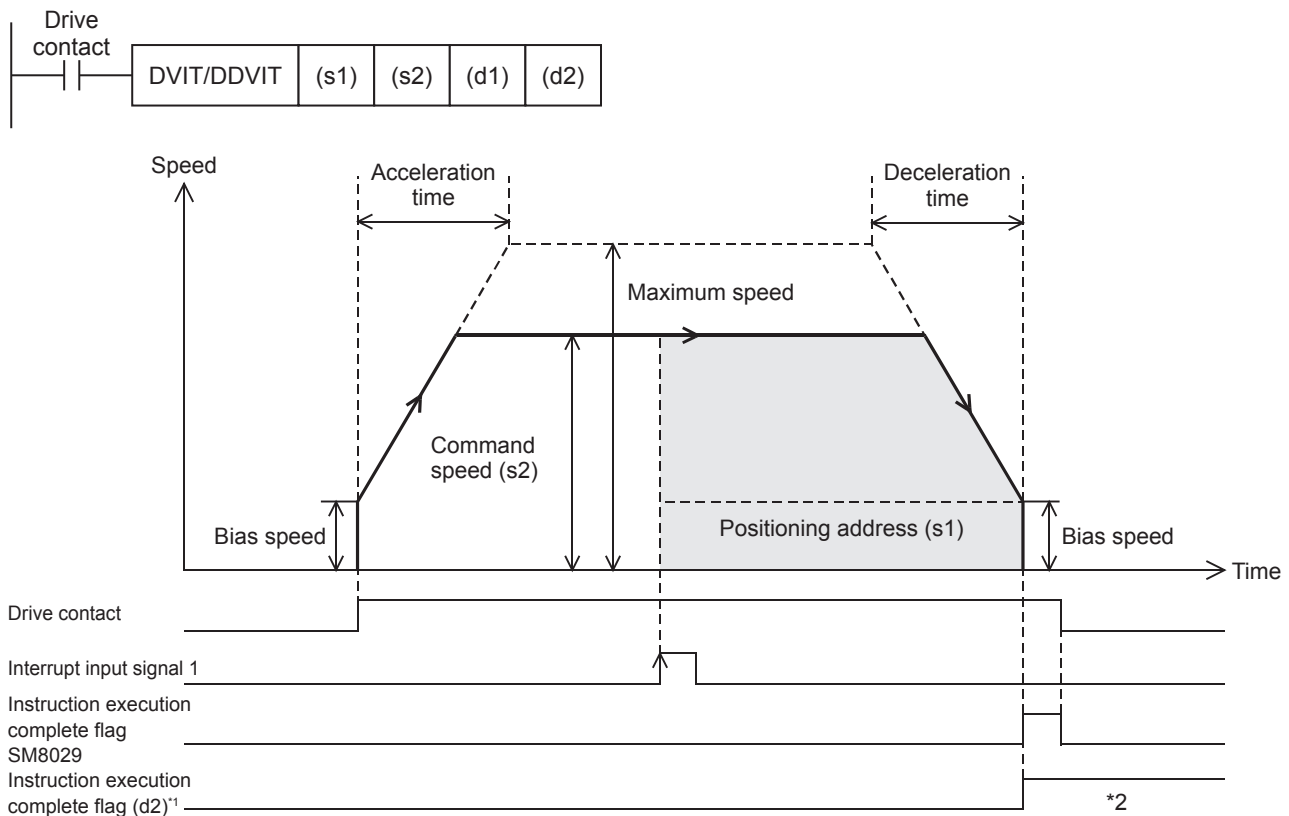 Drive
contact
DVIT/DDVIT (s1) (s2) (d1) (d2)
Speed
Acceleration
time
Deceleration
time
Maximum speed
Command
speed (s2)
Bias speed
Positioning address (s1)
Bias speed
Time
Drive contact
Interrupt input signal 1
Instruction execution
complete flag
SM8029
Instruction execution
complete flag (d2)*1
*2